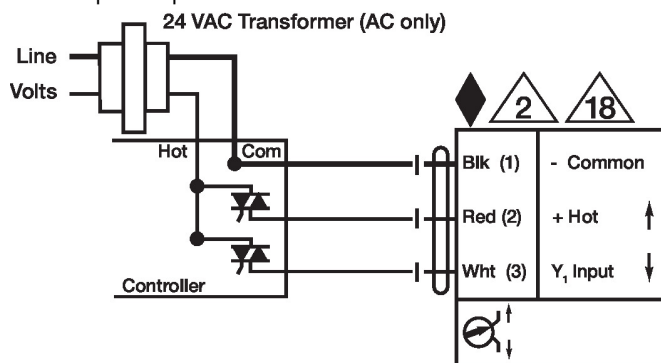 24 VAC Transformer (AC only)
Line
Volts
2
18
Hot
Com
Blk (1)
- Common
Red (2)
+ Hot
Wht (3)
Y₁ Input
Controller